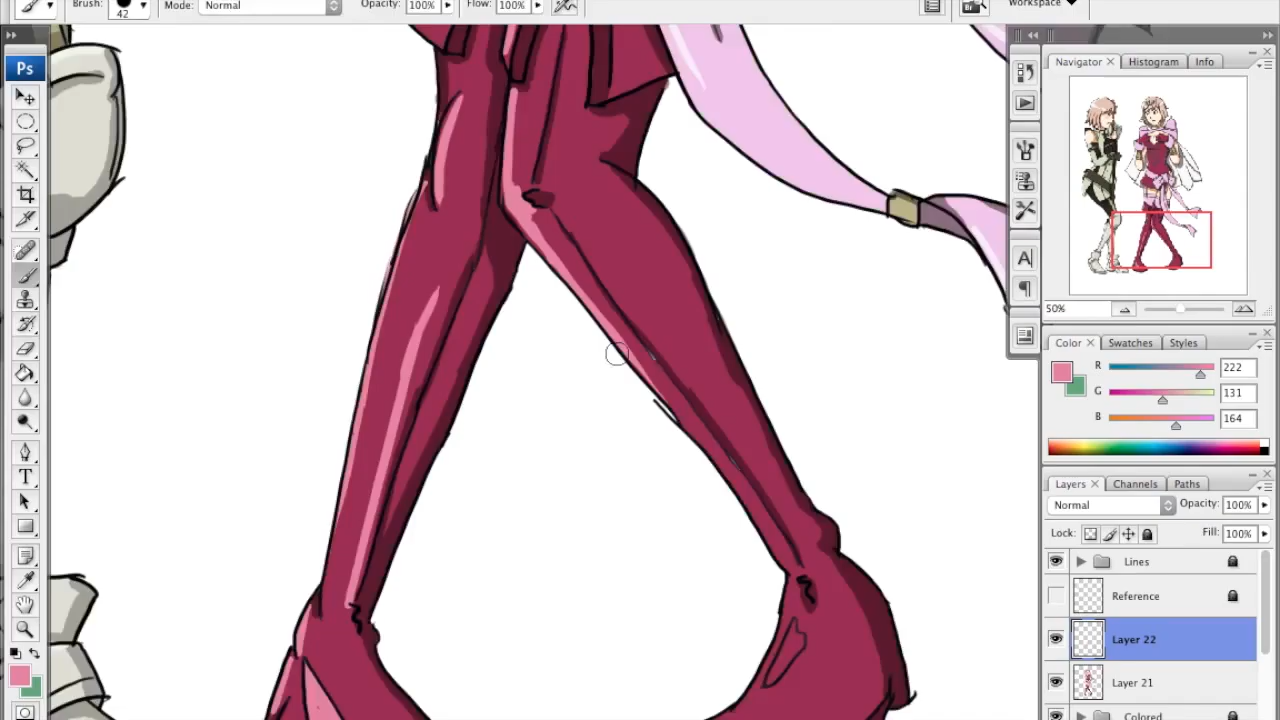 Brush: 42 Mode: Normal Opacity: 100% Flow: 100% Workspace
Ps
Navigator Histogram Info
50%
Color Swatches Styles
R 222
G 131
B 164
Layers Channels Paths
Normal Opacity: 100%
Lock: Fill: 100%
Lines
Reference
Layer 22
Layer 21
Colored
T
A